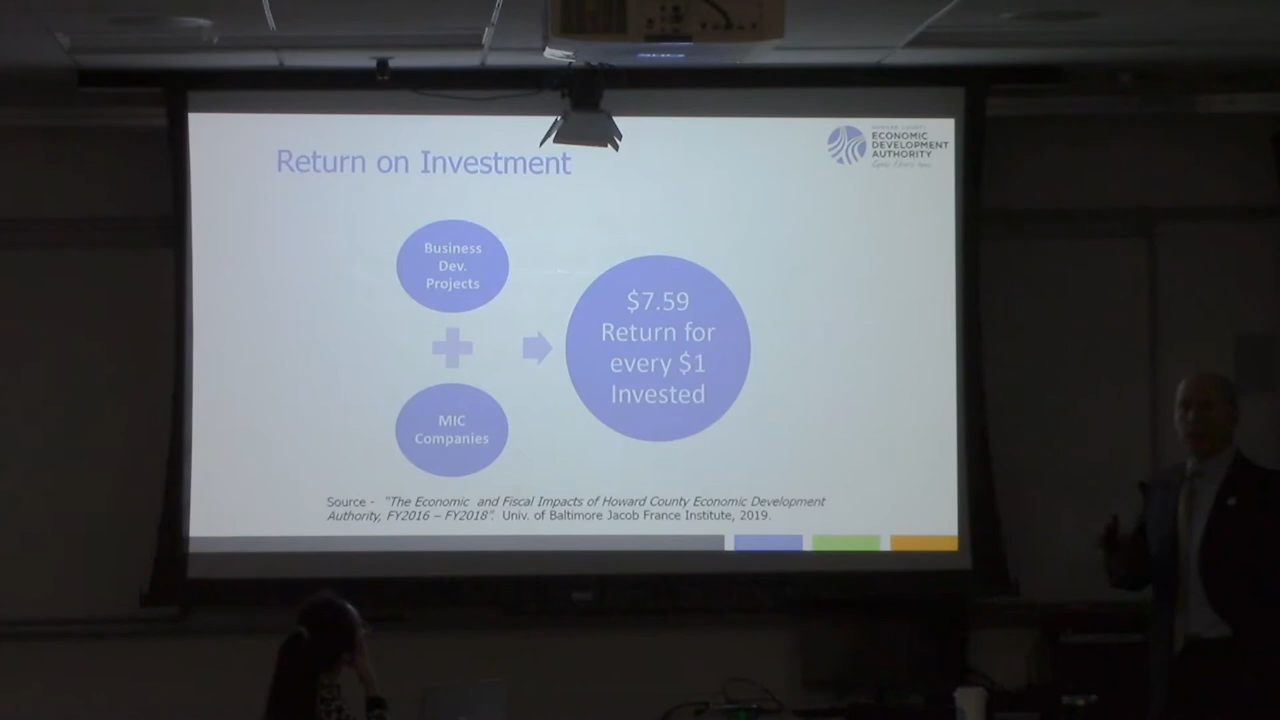 Return on Investment
HOWARD COUNTY
ECONOMIC
DEVELOPMENT
AUTHORITY
Business
Dev.
Projects
MIC
Companies
$7.59
Return for
every $1
Invested
Source - "The Economic and Fiscal Impacts of Howard County Economic Development
Authority, FY2016 – FY2018". Univ. of Baltimore Jacob France Institute, 2019.